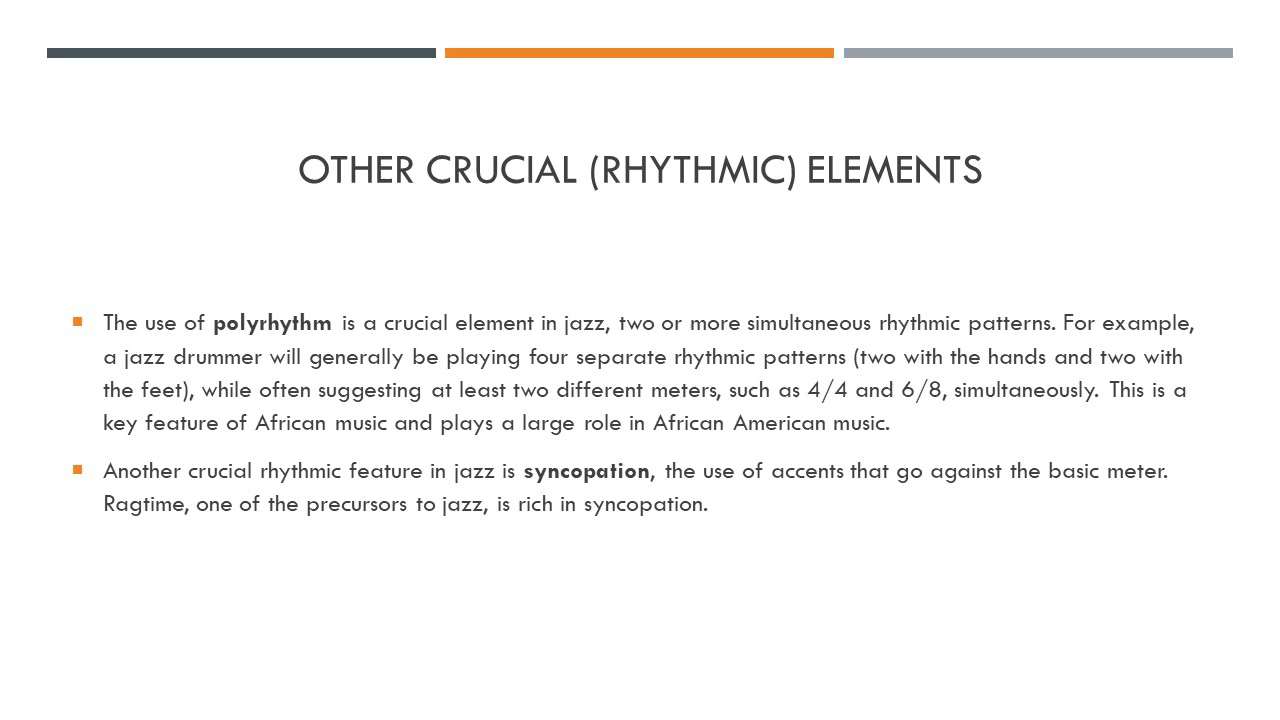 OTHER CRUCIAL (RHYTHMIC) ELEMENTS
The use of polyrhythm is a crucial element in jazz, two or more simultaneous rhythmic patterns. For example,
a jazz drummer will generally be playing four separate rhythmic patterns (two with the hands and two with
the feet), while often suggesting at least two different meters, such as 4/4 and 6/8, simultaneously. This is a
key feature of African music and plays a large role in African American music.
Another crucial rhythmic feature in jazz is syncopation, the use of accents that go against the basic meter.
Ragtime, one of the precursors to jazz, is rich in syncopation.